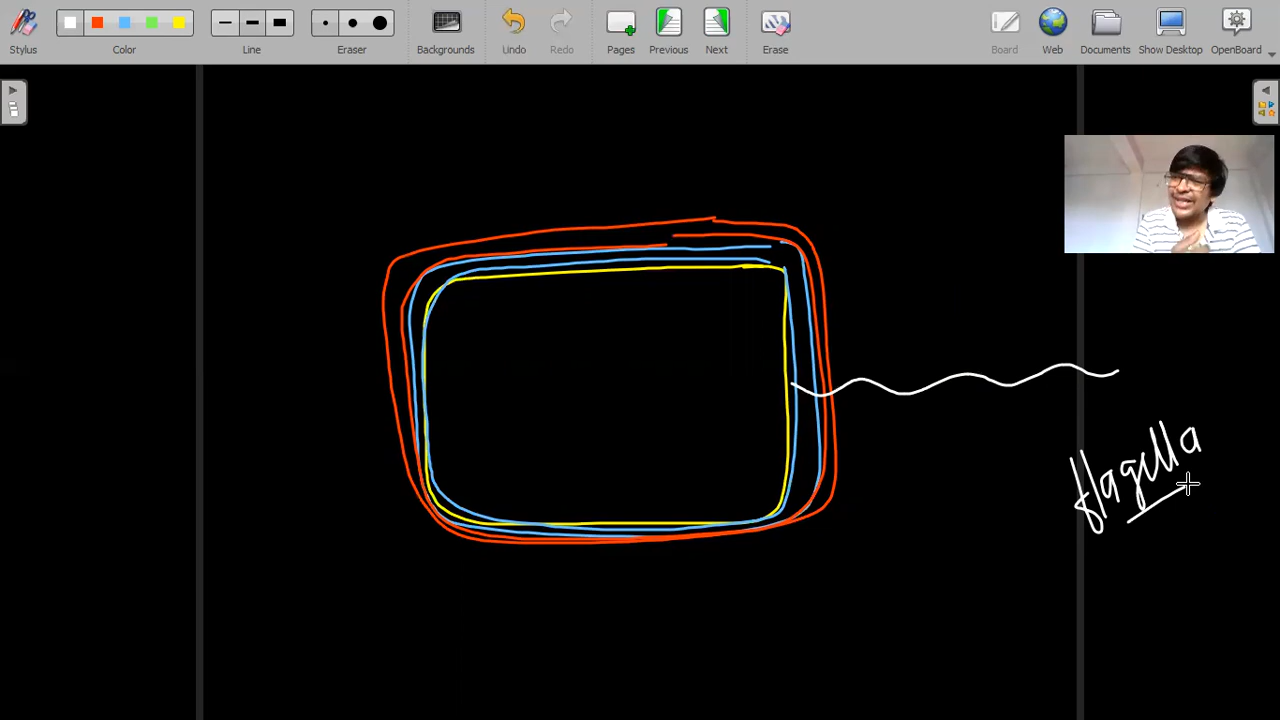 Stylus
Color
Line
Eraser
Backgrounds
Undo
Redo
Pages
Previous
Next
Erase
Board
Web
Documents
Show Desktop
OpenBoard
flagella